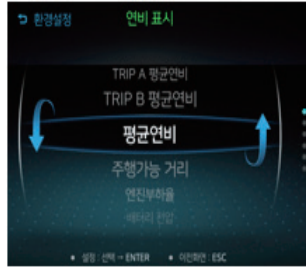 환경설정
연비 표시
TRIP A 평균연비
TRIP B 평균연비
평균연비
주행가능 거리
엔진부하율
배터리 전압
• 설정 : 선택 → ENTER • 이전화면 : ESC